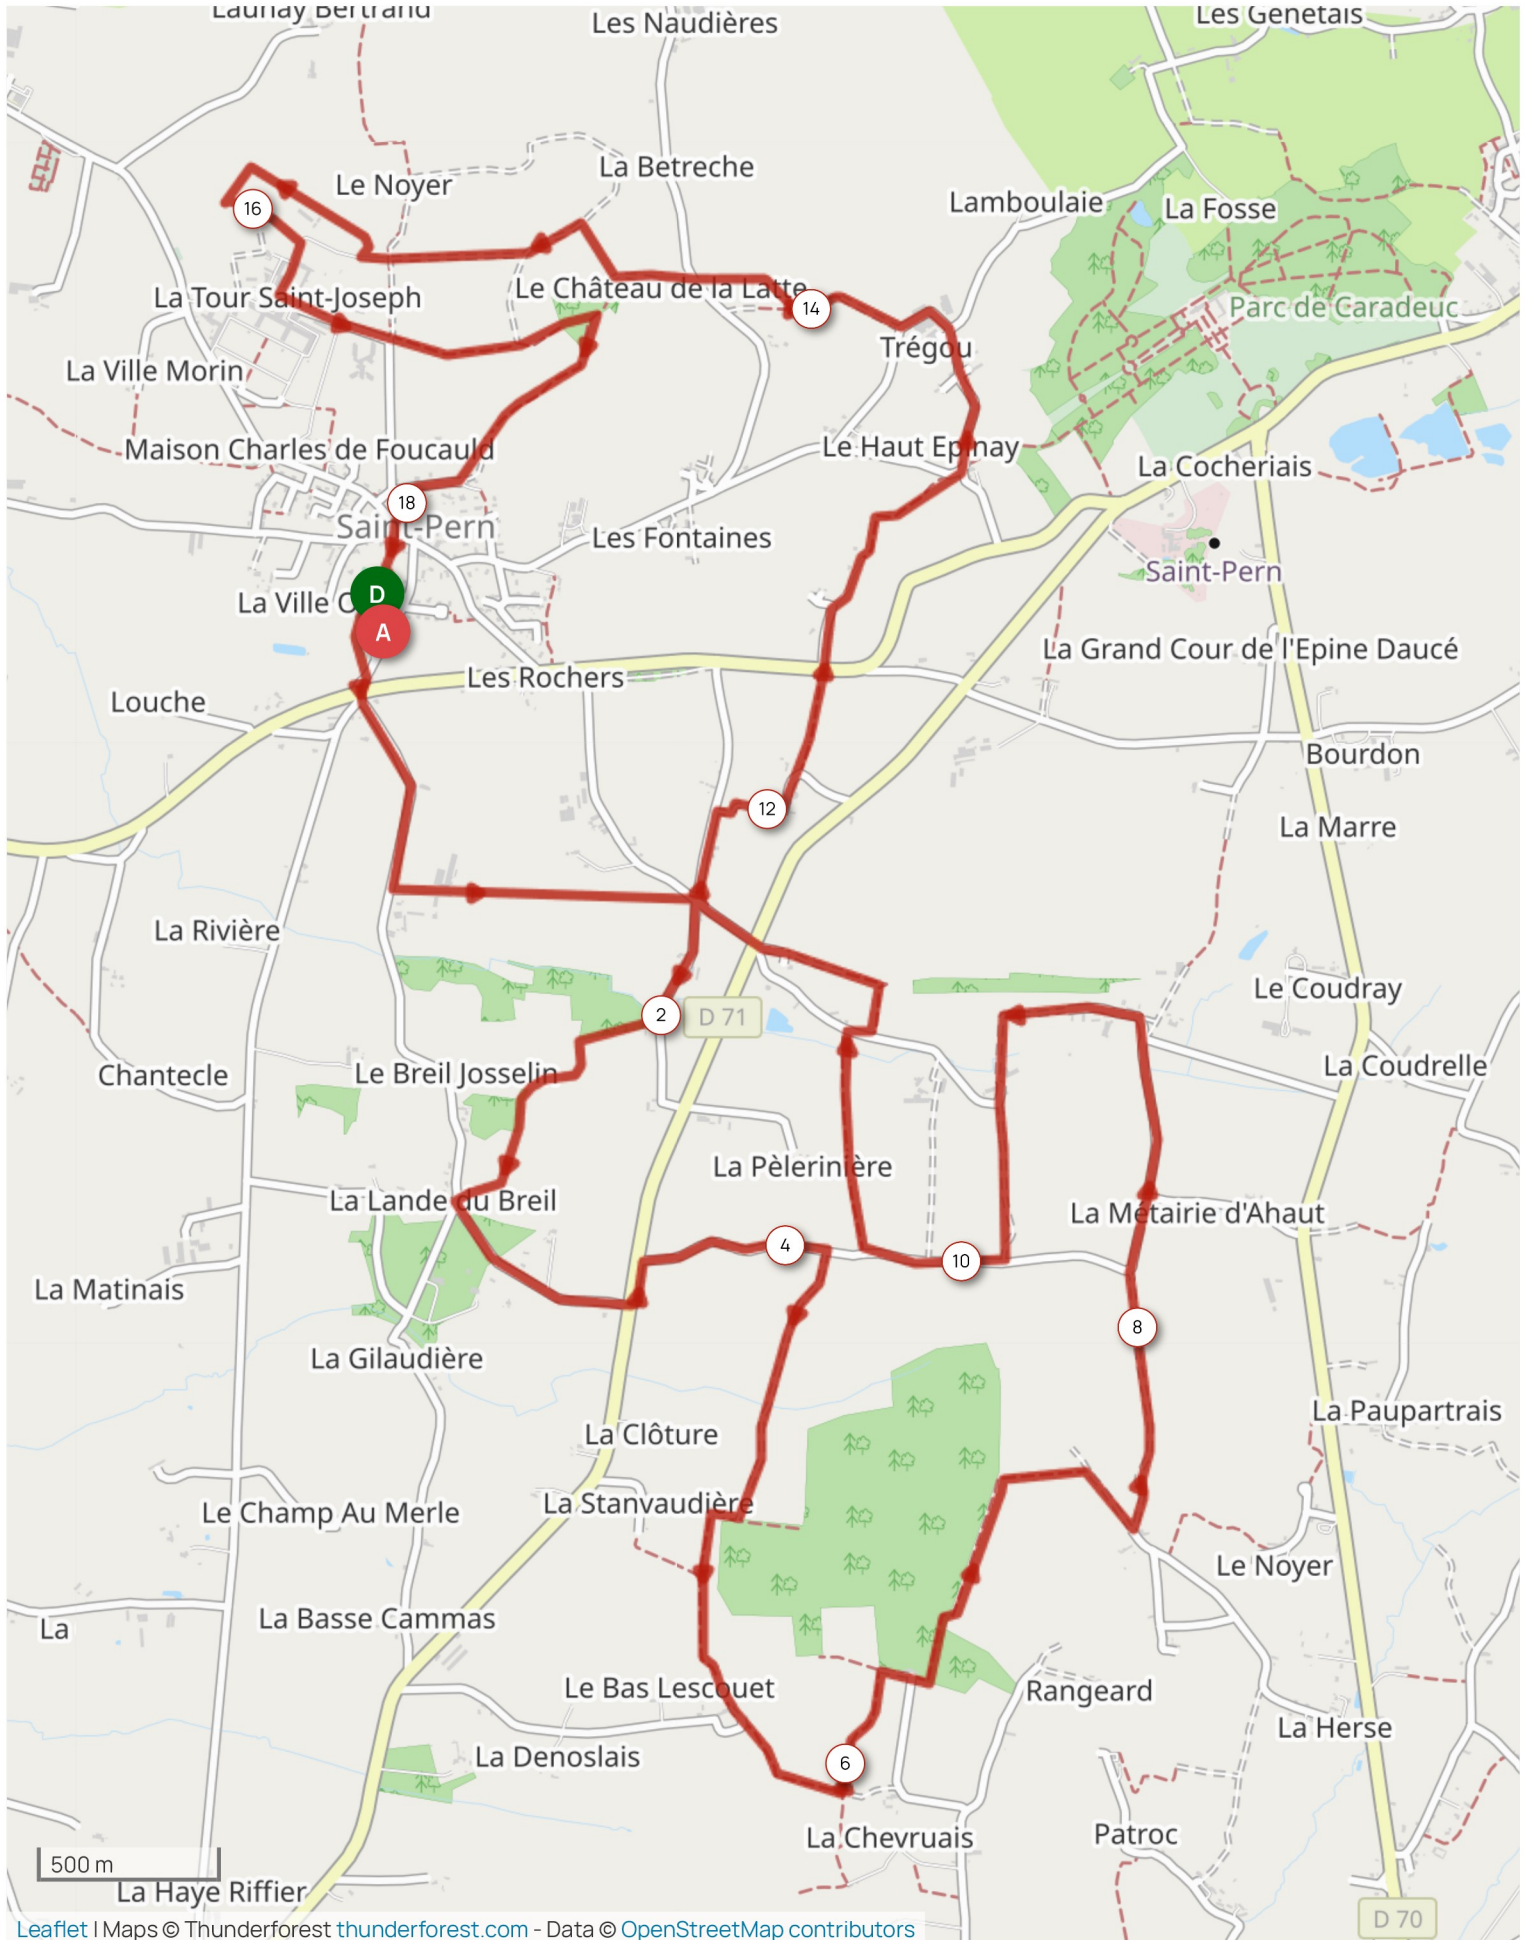 Launay Bertrand
Les Naudières
Les Genetais
La Betreche
Le Noyer
Lamboulaie
La Fosse
16
La Tour Saint-Joseph
Le Château de la Latte
14
Parc de Caradeuc
Trégou
La Ville Morin
Maison Charles de Foucauld
Le Haut Epinay
La Cocheriais
18
Saint-Pern
Les Fontaines
Saint-Pern
La Ville O
D
A
La Grand Cour de l'Epine Daucé
Les Rochers
Louche
Bourdon
12
La Marre
La Rivière
Le Coudray
2
D 71
La Coudrelle
Chantecle
Le Breil Josselin
La Pèlerinière
La Lande du Breil
La Métairie d'Ahaut
4
10
La Matinais
8
La Gilaudière
La Paupartrais
La Clôture
La Stanvaudière
Le Champ Au Merle
Le Noyer
La Basse Cammas
La
Le Bas Lescouet
Rangeard
La Herse
La Denoslais
6
La Chevruais
Patroc
500 m
La Haye Riffier
D 70
Leaflet | Maps © Thunderforest thunderforest.com - Data © OpenStreetMap contributors